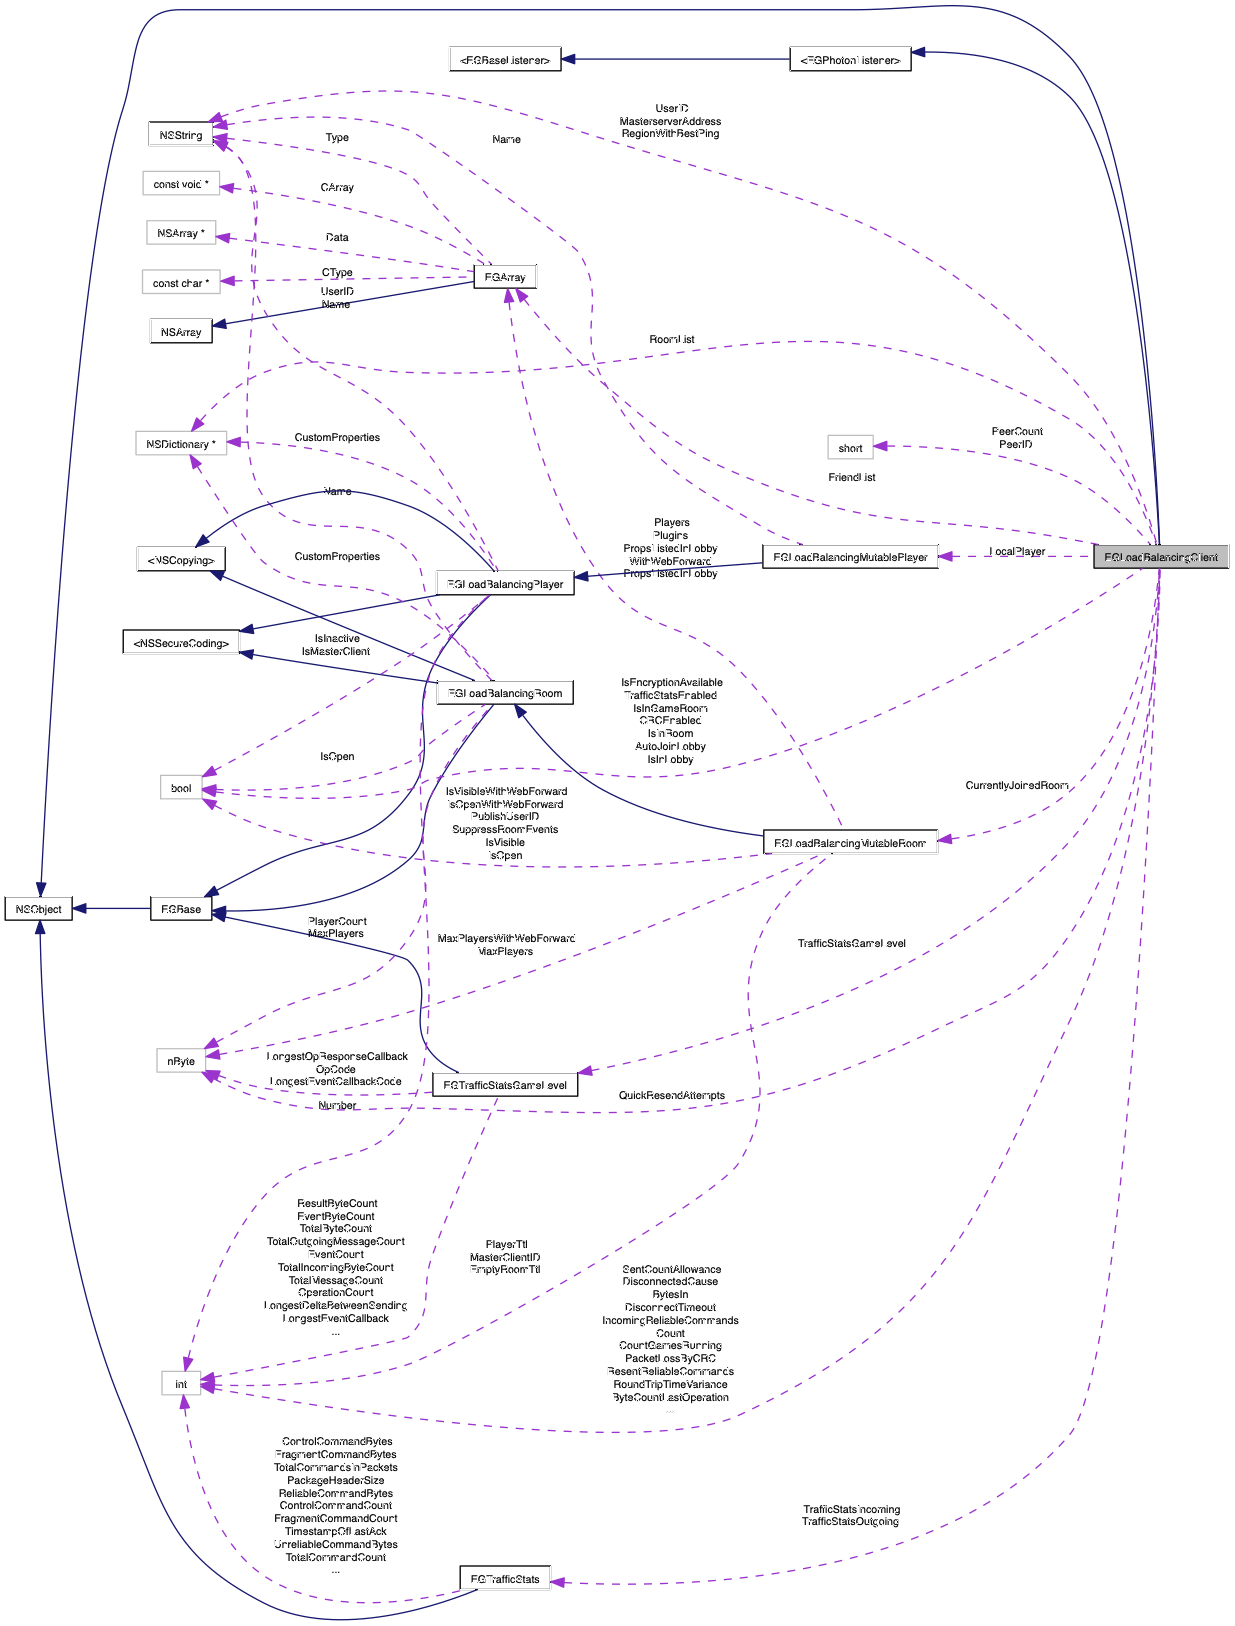 <EGBaseListener>
<EGPhotonListener>
UserID
MasterserverAddress
RegionWithBestPing
NSString
Type
Name
const void *
CArray
NSArray *
Data
const char *
CType
EGArray
UserID
Name
NSArray
RoomList
NSDictionary *
CustomProperties
short
PeerCount
PeerID
FriendList
Name
<NSCopying>
CustomProperties
EGLoadBalancingPlayer
Players
Plugins
PropsListedInLobby
WithWebForward
PropsListedInLobby
EGLoadBalancingMutablePlayer
LocalPlayer
EGLoadBalancingClient
<NSSecureCoding>
IsInactive
IsMasterClient
EGLoadBalancingRoom
IsEncryptionAvailable
TrafficStatsEnabled
IsInGameRoom
CRCEnabled
IsInRoom
AutoJoinLobby
IsInLobby
IsOpen
bool
IsVisibleWithWebForward
IsOpenWithWebForward
PublishUserID
SuppressRoomEvents
IsVisible
IsOpen
CurrentlyJoinedRoom
EGLoadBalancingMutableRoom
NSObject
EGBase
PlayerCount
MaxPlayers
MaxPlayersWithWebForward
MaxPlayers
TrafficStatsGameLevel
nByte
LongestOpResponseCallback
OpCode
LongestEventCallbackCode
EGTrafficStatsGameLevel
Number
QuickResendAttempts
ResultByteCount
EventByteCount
TotalByteCount
TotalOutgoingMessageCount
EventCount
TotalIncomingByteCount
TotalMessageCount
OperationCount
LongestDeltaBetweenSending
LongestEventCallback
...
PlayerTtl
MasterClientID
EmptyRoomTtl
SentCountAllowance
DisconnectedCause
BytesIn
DisconnectTimeout
IncomingReliableCommands
Count
CountGamesRunning
PacketLossByCRC
ResentReliableCommands
RoundTripTimeVariance
ByteCountLastOperation
...
int
ControlCommandBytes
FragmentCommandBytes
TotalCommandsInPackets
PackageHeaderSize
ReliableCommandBytes
ControlCommandCount
FragmentCommandCount
TimestampOfLastAck
UnreliableCommandBytes
TotalCommandCount
...
TrafficStatsIncoming
TrafficStatsOutgoing
EGTrafficStats